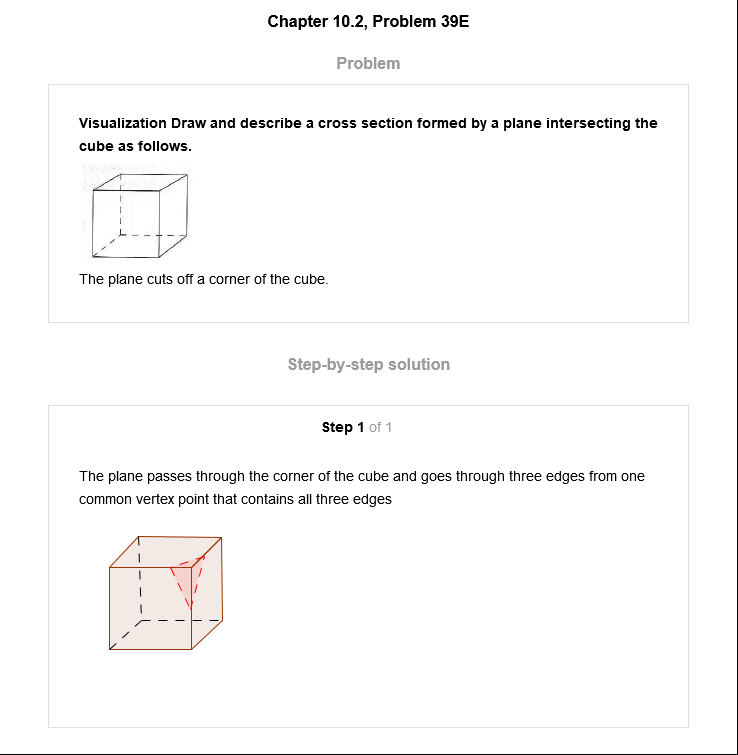 Chapter 10.2, Problem 39E
Problem
Visualization Draw and describe a cross section formed by a plane intersecting the
cube as follows.
The plane cuts off a corner of the cube.
Step-by-step solution
Step 1 of 1
The plane passes through the corner of the cube and goes through three edges from one
common vertex point that contains all three edges